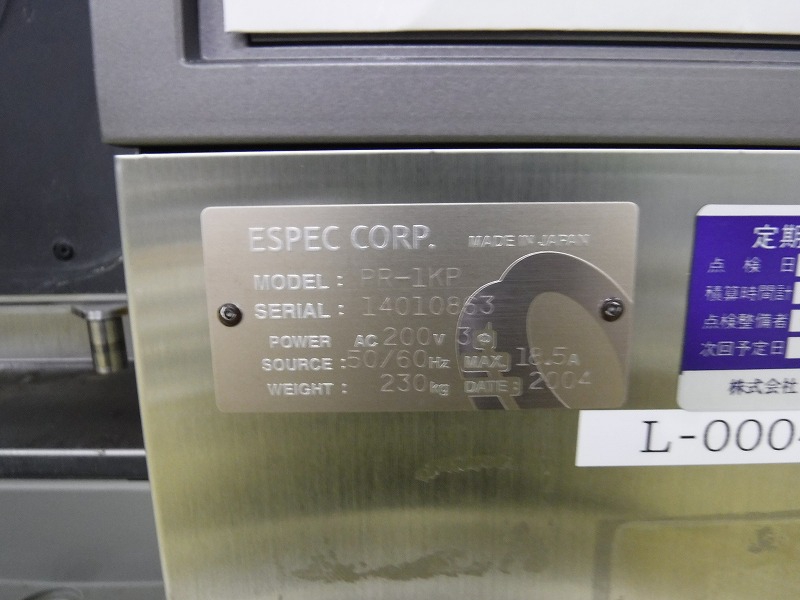 ESPEC CORP. MADE IN JAPAN
MODEL : PR-1KP
SERIAL : 14010863
POWER AC 200V 3φ
SOURCE : 50/60Hz MAX. 18.5A
WEIGHT : 230kg DATE : 2004
定期
点検日
積算時間計
点検整備者
次回予定日
株式会社
L-000